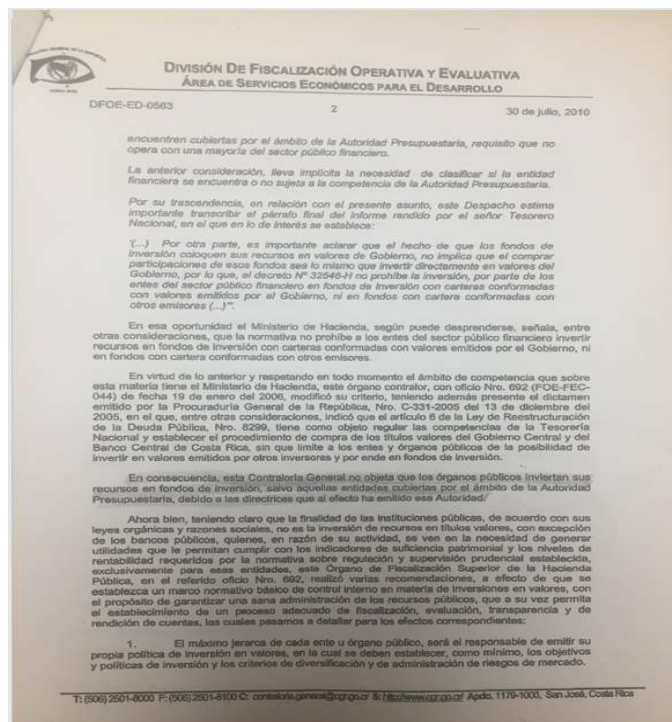 DIVISIÓN DE FISCALIZACIÓN OPERATIVA Y EVALUATIVA
ÁREA DE SERVICIOS ECONÓMICOS PARA EL DESARROLLO
DFOE-ED-0563
2
30 de julio, 2010
encuentren cubiertas por el ámbito de la Autoridad Presupuestaria, requisito que no
opera con una mayoría del sector público financiero.
La anterior consideración, lleva implícita la necesidad de clasificar si la entidad
financiera se encuentra o no sujeta a la competencia de la Autoridad Presupuestaria.
Por su trascendencia, en relación con el presente asunto, este Despacho estima
importante transcribir el párrafo final del informe rendido por el señor Tesorero
Nacional, en el que en lo de interés se establece:
'(...) Por otra parte, es importante aclarar que el hecho de que los fondos de
inversión coloquen sus recursos en valores de Gobierno, no implica que el comprar
participaciones de esos fondos sea lo mismo que invertir directamente en valores del
Gobierno, por lo que, el decreto Nº 32546-H no prohíbe la inversión, por parte de los
entes del sector público financiero en fondos de inversión con carteras conformadas
con valores emitidos por el Gobierno, ni en fondos con cartera conformadas con
otros emisores (...)'".
En esa oportunidad el Ministerio de Hacienda, según puede desprenderse, señala, entre
otras consideraciones, que la normativa no prohíbe a los entes del sector público financiero invertir
recursos en fondos de inversión con carteras conformadas con valores emitidos por el Gobierno, ni
en fondos con cartera conformadas con otros emisores.
En virtud de lo anterior y respetando en todo momento el ámbito de competencia que sobre
esta materia tiene el Ministerio de Hacienda, este órgano contralor, con oficio Nro. 692 (FOE-FEC-
044) de fecha 19 de enero del 2006, modificó su criterio, teniendo además presente el dictamen
emitido por la Procuraduría General de la República, Nro. C-331-2005 del 13 de diciembre del
2005, en el que, entre otras consideraciones, indicó que el artículo 6 de la Ley de Reestructuración
de la Deuda Pública, Nro. 8299, tiene como objeto regular las competencias de la Tesorería
Nacional y establecer el procedimiento de compra de los títulos valores del Gobierno Central y del
Banco Central de Costa Rica, sin que limite a los entes y órganos públicos de la posibilidad de
invertir en valores emitidos por otros inversores y por ende en fondos de inversión.
En consecuencia, esta Contraloría General no objeta que los órganos públicos inviertan sus
recursos en fondos de inversión, salvo aquellas entidades cubiertas por el ámbito de la Autoridad
Presupuestaria, debido a las directrices que al efecto ha emitido esa Autoridad.
Ahora bien, teniendo claro que la finalidad de las instituciones públicas, de acuerdo con sus
leyes orgánicas y razones sociales, no es la inversión de recursos en títulos valores, con excepción
de los bancos públicos, quienes, en razón de su actividad, se ven en la necesidad de generar
utilidades que le permitan cumplir con los indicadores de suficiencia patrimonial y los niveles de
rentabilidad requeridos por la normativa sobre regulación y supervisión prudencial establecida,
exclusivamente para esas entidades, este Órgano de Fiscalización Superior de la Hacienda
Pública, en el referido oficio Nro. 692, realizó varias recomendaciones, a efecto de que se
establezca un marco normativo básico de control interno en materia de inversiones en valores, con
el propósito de garantizar una sana administración de los recursos públicos, que a su vez permita
el establecimiento de un proceso adecuado de fiscalización, evaluación, transparencia y de
rendición de cuentas, las cuales pasamos a detallar para los efectos correspondientes:
1. El máximo jerarca de cada ente u órgano público, será el responsable de emitir su
propia política de inversión en valores, en la cual se deben establecer, como mínimo, los objetivos
y políticas de inversión y los criterios de diversificación y de administración de riesgos de mercado.
T: (506) 2501-8000 F: (506) 2501-8100 C: contraloria.general@cgr.go.cr S: http://www.cgr.go.cr/ Apdo. 1179-1000, San José, Costa Rica